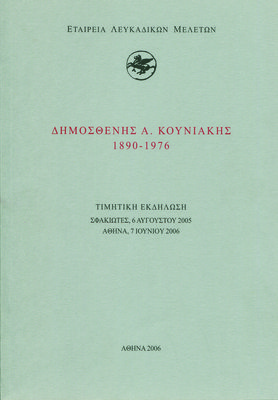 ΕΤΑΙΡΕΙΑ ΛΕΥΚΑΔΙΚΩΝ ΜΕΛΕΤΩΝ
ΔΗΜΟΣΘΕΝΗΣ Α. ΚΟΥΝΙΑΚΗΣ
1890-1976
ΤΙΜΗΤΙΚΗ ΕΚΔΗΛΩΣΗ
ΣΦΑΚΙΩΤΕΣ, 6 ΑΥΓΟΥΣΤΟΥ 2005
ΑΘΗΝΑ, 7 ΙΟΥΝΙΟΥ 2006
ΑΘΗΝΑ 2006